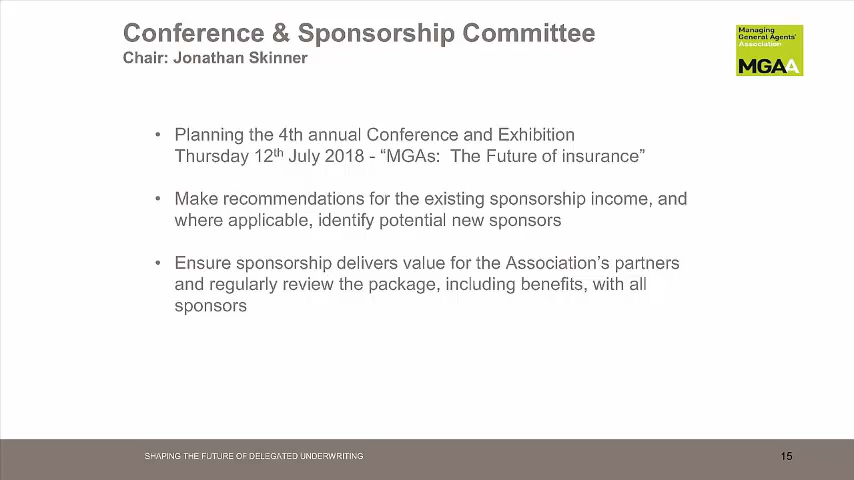 Conference & Sponsorship Committee
Chair: Jonathan Skinner
Managing
General Agents'
Association
MGAA
• Planning the 4th annual Conference and Exhibition
Thursday 12th July 2018 - “MGAs:  The Future of insurance”
• Make recommendations for the existing sponsorship income, and
where applicable, identify potential new sponsors
• Ensure sponsorship delivers value for the Association’s partners
and regularly review the package, including benefits, with all
sponsors
SHAPING THE FUTURE OF DELEGATED UNDERWRITING
15